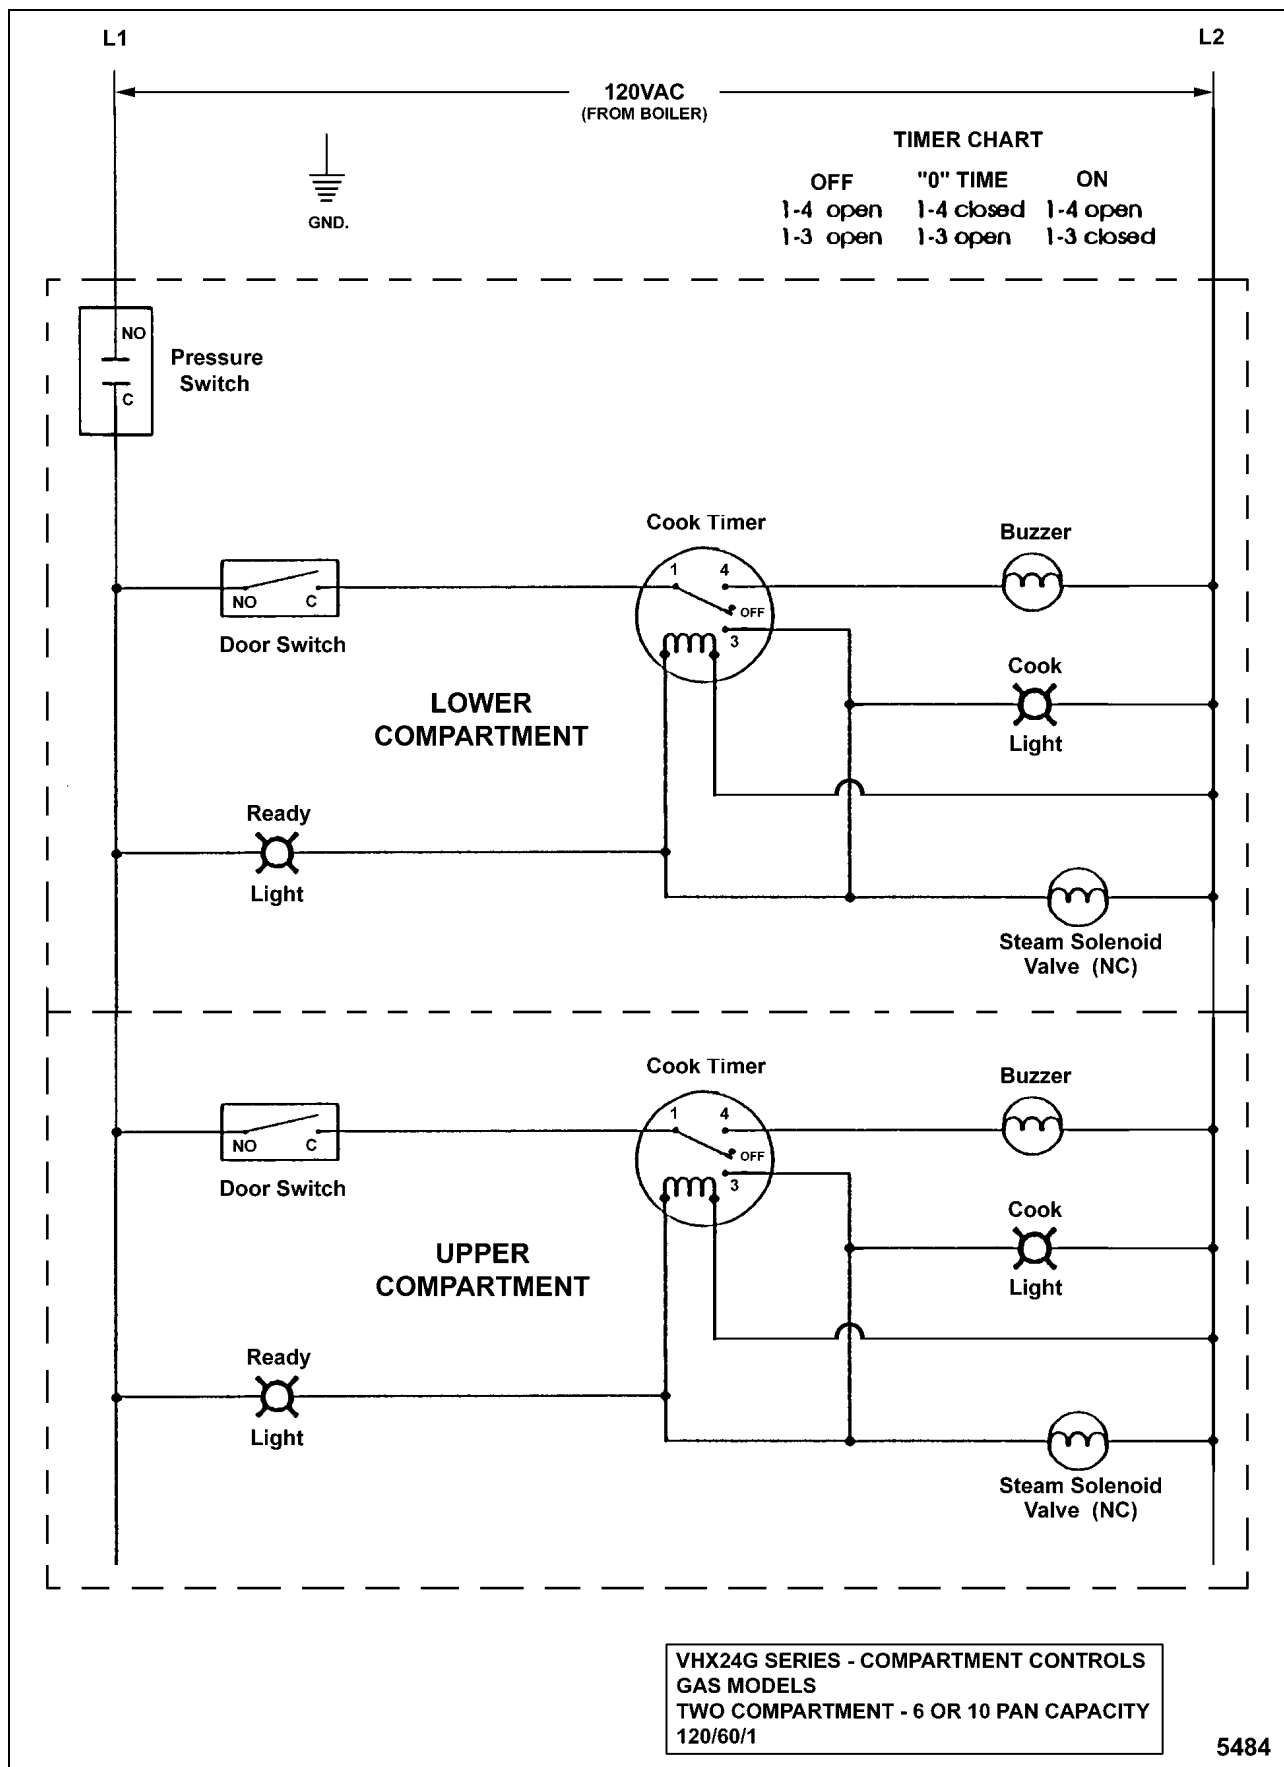 L1
L2
120VAC
(FROM BOILER)
GND.
TIMER CHART
OFF "0" TIME ON
1-4 open 1-4 closed 1-4 open
1-3 open 1-3 open 1-3 closed
NO
C
Pressure
Switch
Cook Timer
1 4
OFF
3
Buzzer
NO C
Door Switch
Cook
Light
LOWER
COMPARTMENT
Ready
Light
Steam Solenoid
Valve (NC)
Cook Timer
1 4
OFF
3
Buzzer
NO C
Door Switch
Cook
Light
UPPER
COMPARTMENT
Ready
Light
Steam Solenoid
Valve (NC)
VHX24G SERIES - COMPARTMENT CONTROLS
GAS MODELS
TWO COMPARTMENT - 6 OR 10 PAN CAPACITY
120/60/1
5484